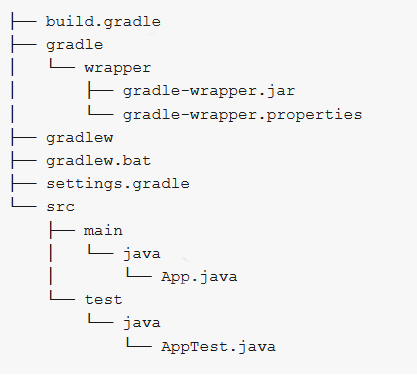 ├── build.gradle
├── gradle
│   └── wrapper
│       ├── gradle-wrapper.jar
│       └── gradle-wrapper.properties
├── gradlew
├── gradlew.bat
├── settings.gradle
└── src
    ├── main
    │   └── java
    │       └── App.java
    └── test
        └── java
            └── AppTest.java